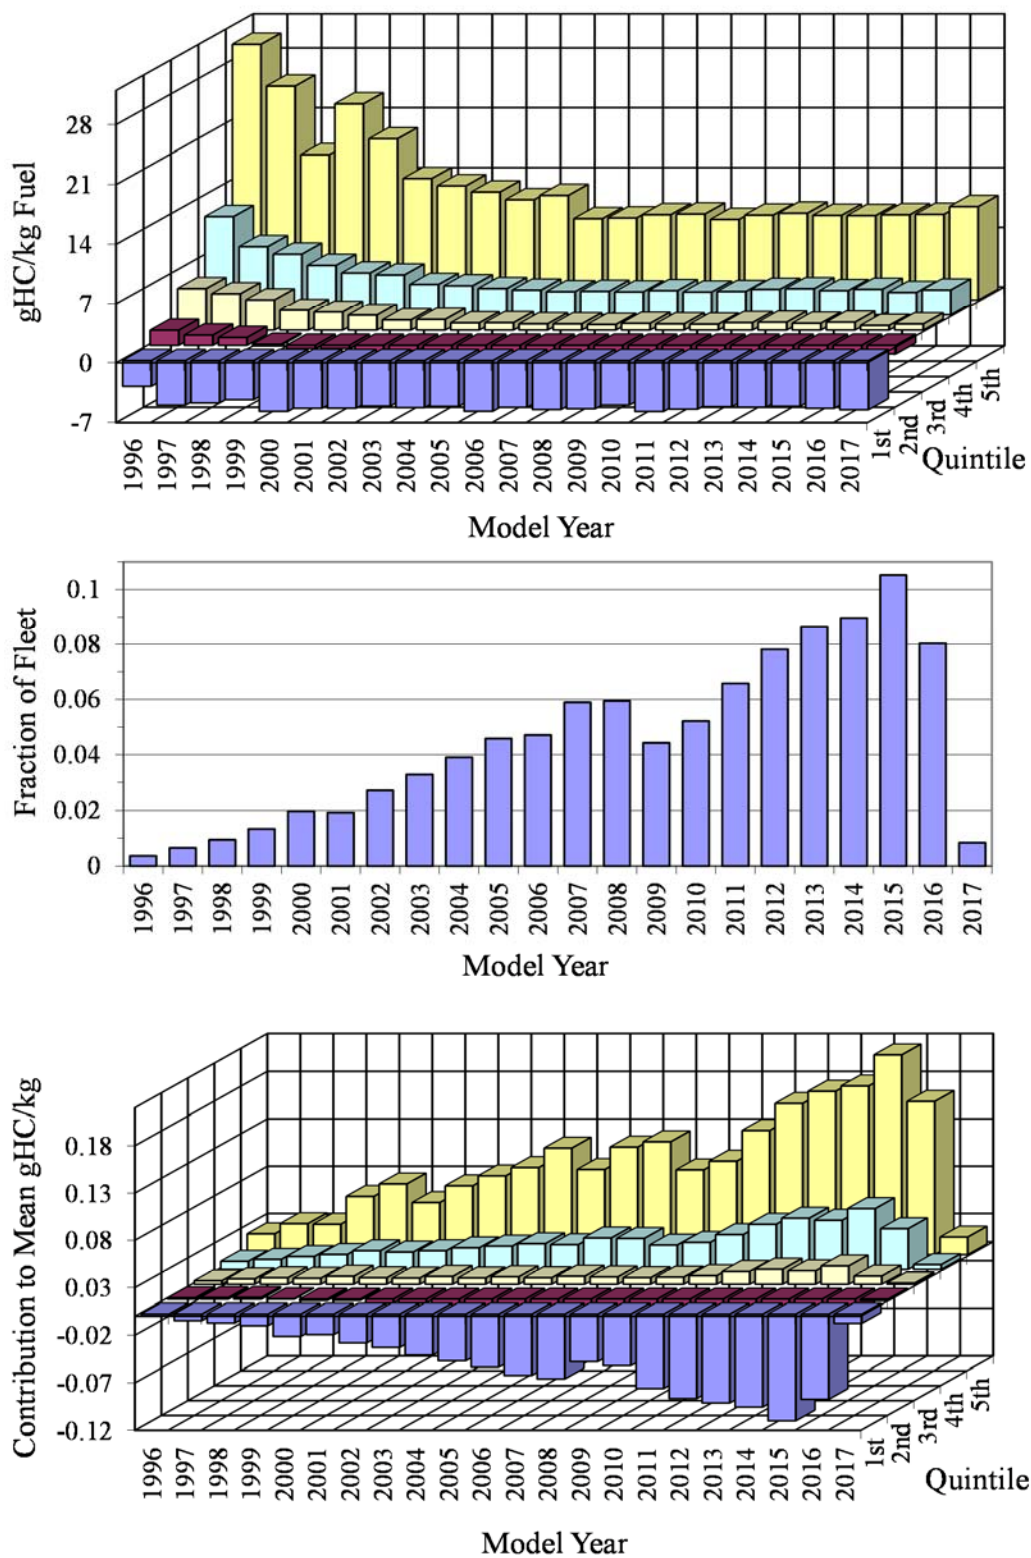 gHC/kg Fuel
28
21
14
7
0
-7
1996 1997 1998 1999 2000 2001 2002 2003 2004 2005 2006 2007 2008 2009 2010 2011 2012 2013 2014 2015 2016 2017
1st 2nd 3rd 4th 5th
Quintile
Model Year
Fraction of Fleet
0.1
0.08
0.06
0.04
0.02
0
1996 1997 1998 1999 2000 2001 2002 2003 2004 2005 2006 2007 2008 2009 2010 2011 2012 2013 2014 2015 2016 2017
Model Year
Contribution to Mean gHC/kg
0.18
0.13
0.08
0.03
-0.02
-0.07
-0.12
1996 1997 1998 1999 2000 2001 2002 2003 2004 2005 2006 2007 2008 2009 2010 2011 2012 2013 2014 2015 2016 2017
1st 2nd 3rd 4th 5th
Quintile
Model Year